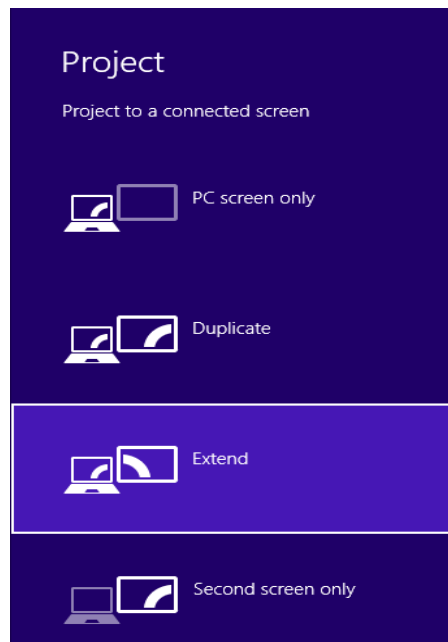 Project
Project to a connected screen
PC screen only
Duplicate
Extend
Second screen only